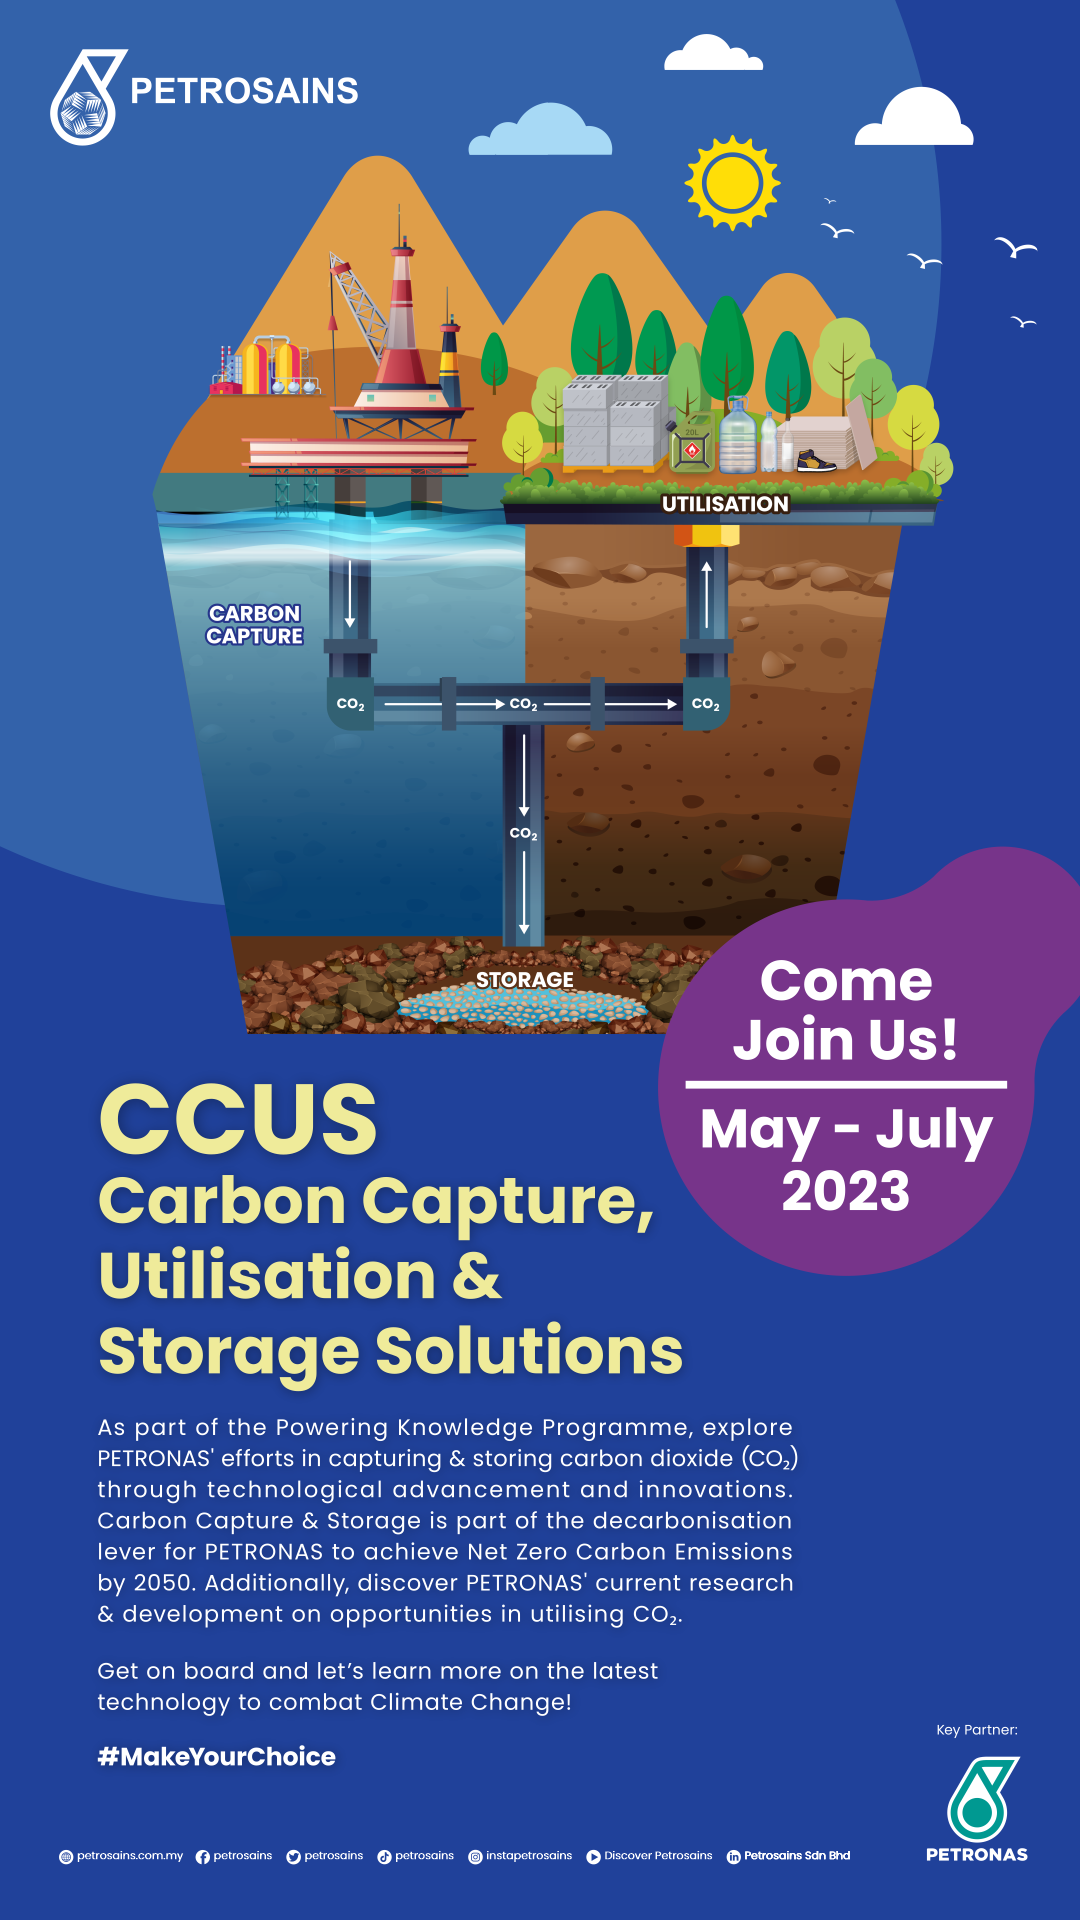 PETROSAINS
20L
UTILISATION
CARBON
CAPTURE
CO₂
CO₂
CO₂
CO₂
STORAGE
Come
Join Us!
May - July
2023
CCUS
Carbon Capture,
Utilisation &
Storage Solutions
As part of the Powering Knowledge Programme, explore
PETRONAS' efforts in capturing & storing carbon dioxide (CO₂)
through technological advancement and innovations.
Carbon Capture & Storage is part of the decarbonisation
lever for PETRONAS to achieve Net Zero Carbon Emissions
by 2050. Additionally, discover PETRONAS' current research
& development on opportunities in utilising CO₂.
Get on board and let’s learn more on the latest
technology to combat Climate Change!
#MakeYourChoice
Key Partner:
PETRONAS
petrosains.com.my petrosains petrosains petrosains instapetrosains Discover Petrosains Petrosains Sdn Bhd